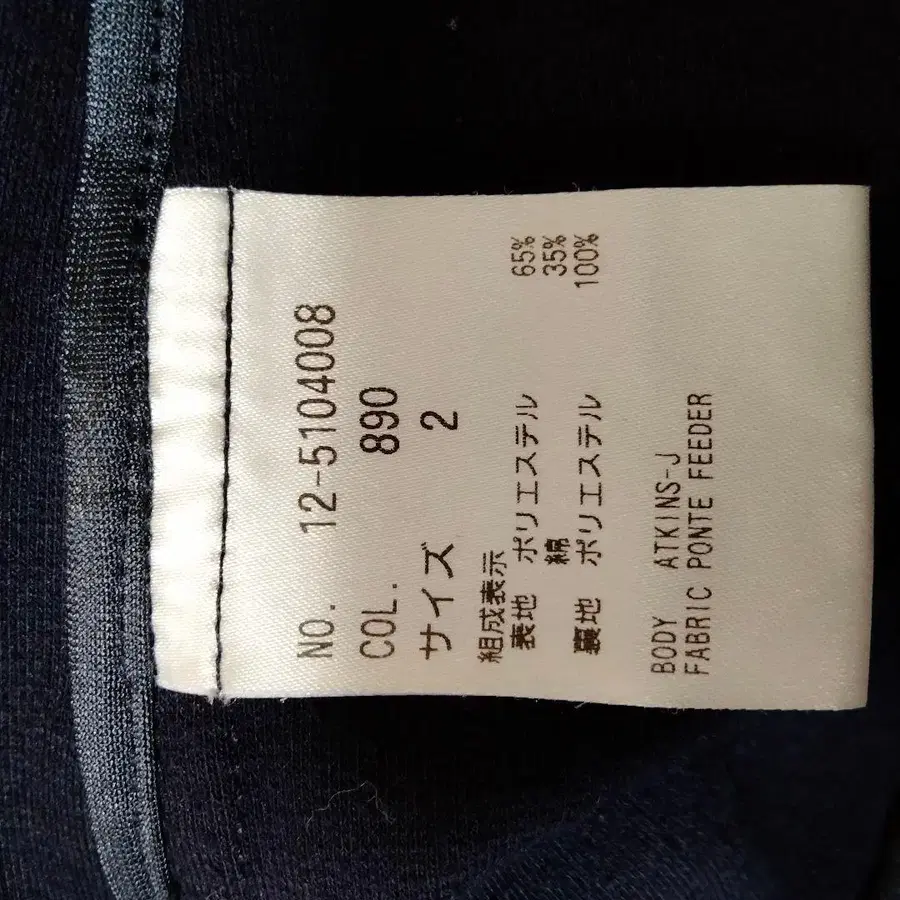 NO. 12-5104008
COL. 890
サイズ 2
組成表示
表地 ポリエステル 65%
綿 35%
裏地 ポリエステル 100%
BODY ATKINS-J
FABRIC PONTE FEEDER